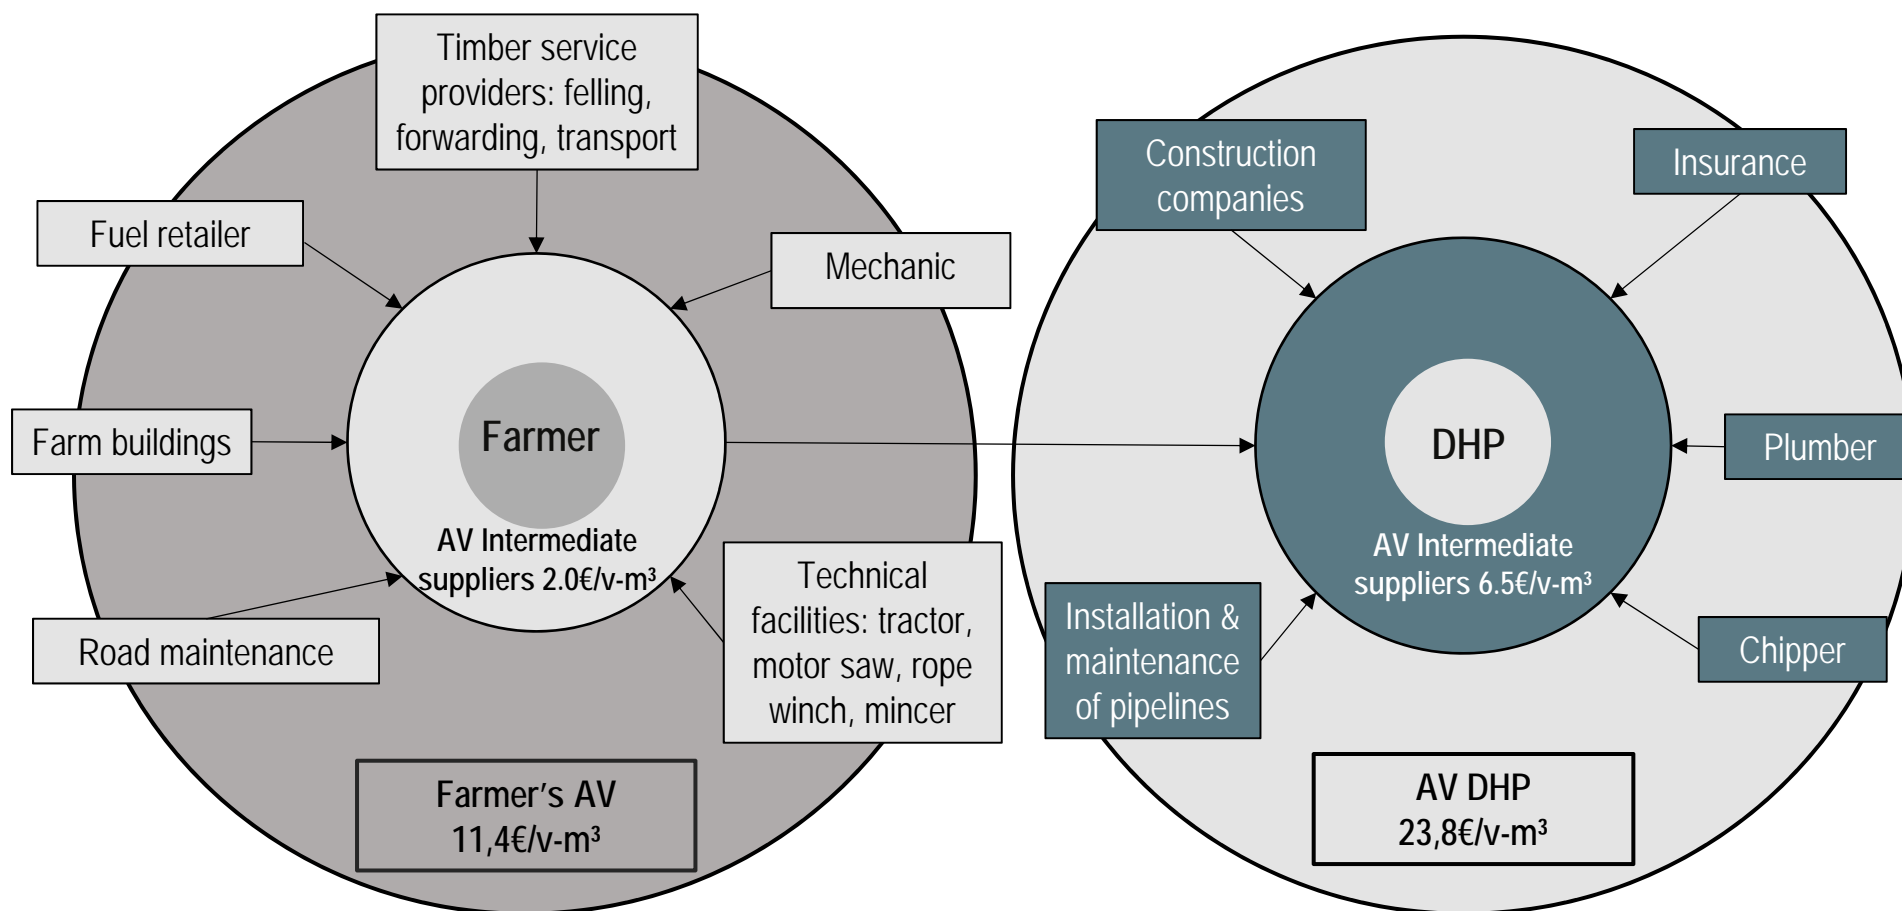 Timber service
providers: felling,
forwarding, transport
Fuel retailer
Mechanic
Farm buildings
Farmer
AV Intermediate
suppliers 2.0€/v-m³
Road maintenance
Technical
facilities: tractor,
motor saw, rope
winch, mincer
Farmer's AV
11,4€/v-m³
Construction
companies
Insurance
DHP
Plumber
AV Intermediate
suppliers 6.5€/v-m³
Installation &
maintenance
of pipelines
Chipper
AV DHP
23,8€/v-m³